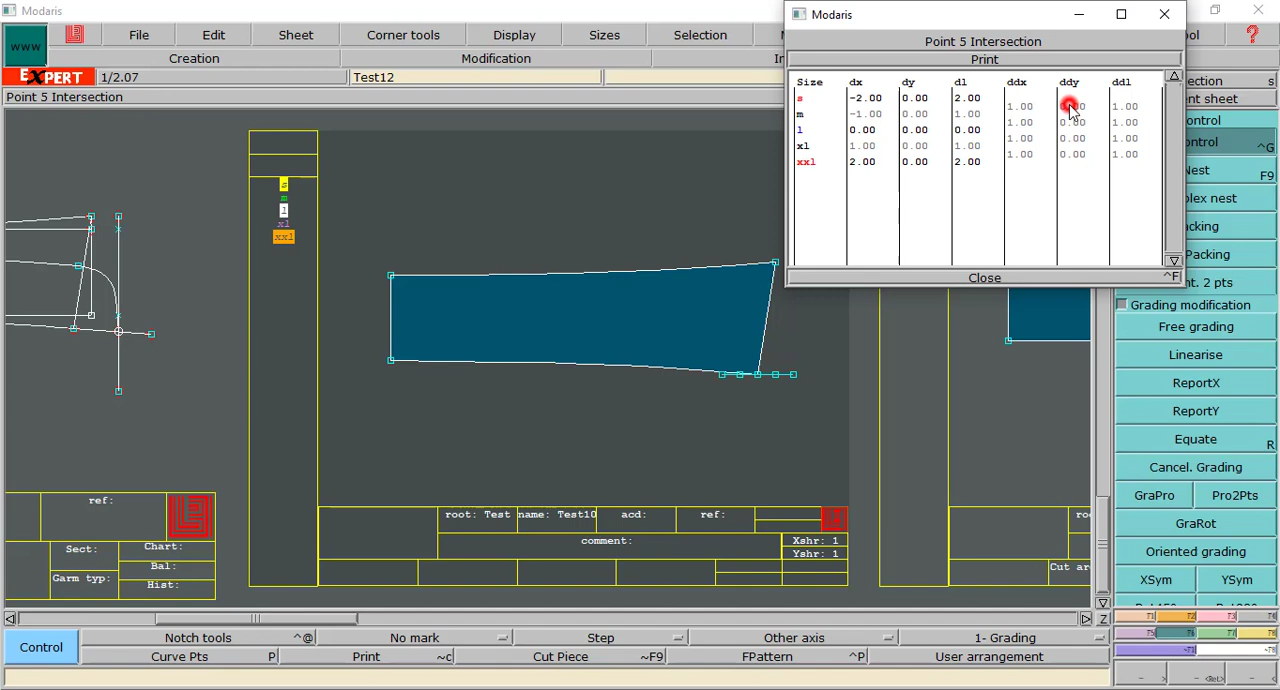 Modaris
www
File
Edit
Sheet
Corner tools
Display
Sizes
Selection
Creation
Modification
EXPERT
1/2.07
Test12
Point 5 Intersection
s
m
l
xl
xxl
Modaris
Point 5 Intersection
Print
Size dx dy dl ddx ddy ddl
s -2.00 0.00 2.00
1.00 1.00
m -1.00 0.00 1.00
1.00 0.00 1.00
l 0.00 0.00 0.00
1.00 0.00 1.00
xl 1.00 0.00 1.00
1.00 0.00 1.00
xxl 2.00 0.00 2.00
Close ^F
s
ent sheet
^G
F9
Grading modification
Free grading
Linearise
ReportX
ReportY
Equate R
Cancel. Grading
GraPro Pro2Pts
GraRot
Oriented grading
XSym YSym
ref:
Sect:
Chart:
Garm typ:
Bal:
Hist:
root: Test
name: Test10
acd:
ref:
comment:
Xshr: 1
Yshr: 1
Z
Control
Notch tools ^@
No mark
Step
Other axis
1- Grading
Curve Pts P
Print ~c
Cut Piece ~F9
FPattern ^P
User arrangement